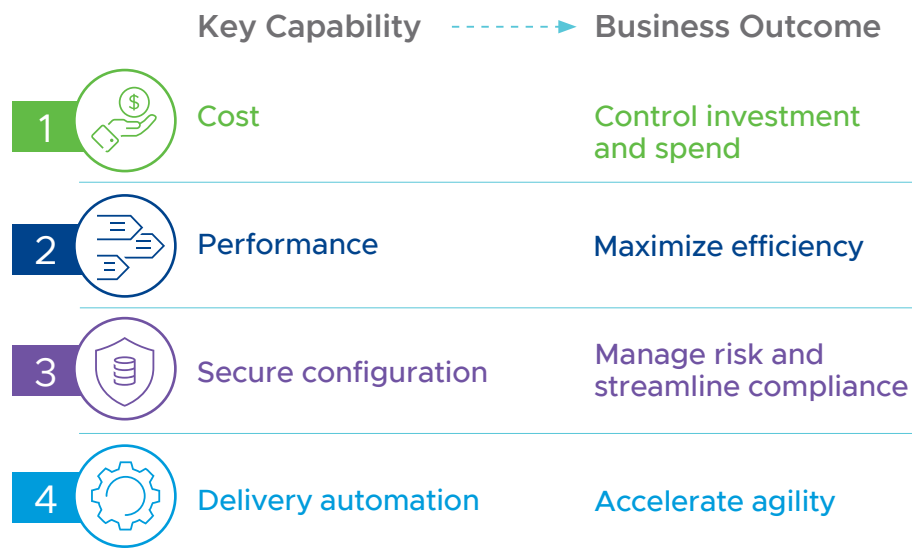 Key Capability Business Outcome
$
1 Cost Control investment
and spend
2 Performance Maximize efficiency
3 Secure configuration Manage risk and
streamline compliance
4 Delivery automation Accelerate agility